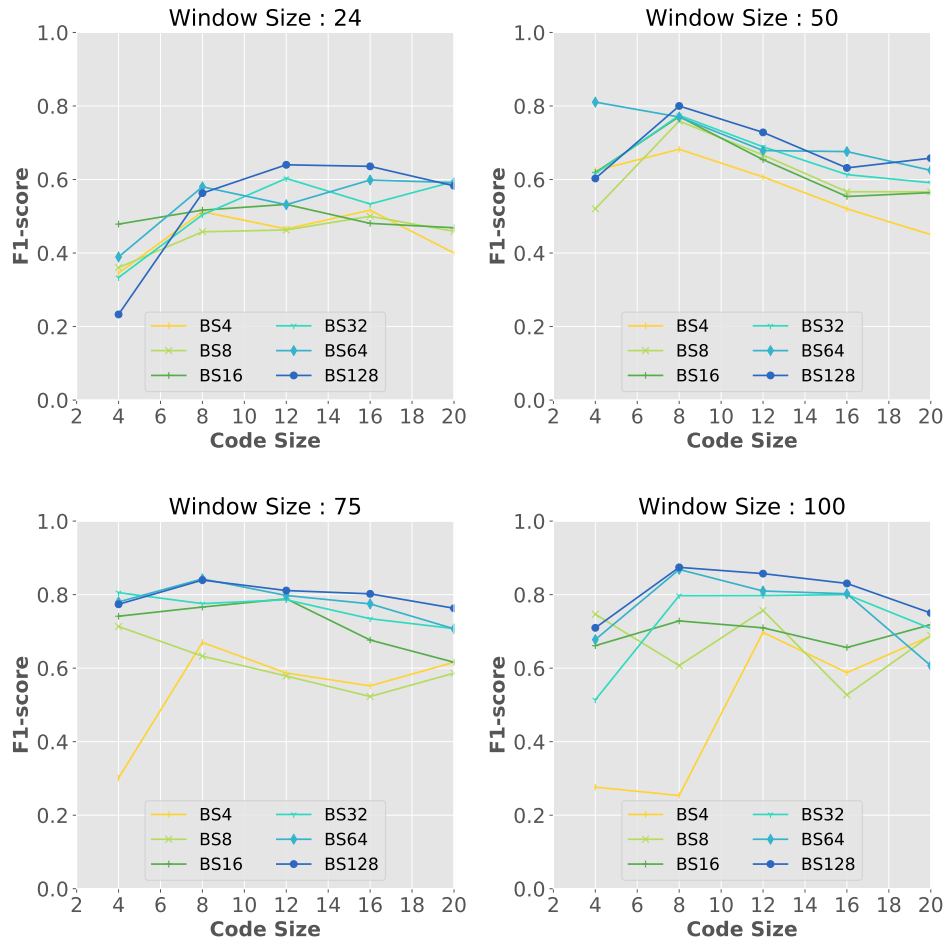 Window Size : 24
1.0
0.8
0.6
0.4
0.2
0.0
F1-score
BS4 BS32
BS8 BS64
BS16 BS128
2 4 6 8 10 12 14 16 18 20
Code Size
Window Size : 50
1.0
0.8
0.6
0.4
0.2
0.0
F1-score
BS4 BS32
BS8 BS64
BS16 BS128
2 4 6 8 10 12 14 16 18 20
Code Size
Window Size : 75
1.0
0.8
0.6
0.4
0.2
0.0
F1-score
BS4 BS32
BS8 BS64
BS16 BS128
2 4 6 8 10 12 14 16 18 20
Code Size
Window Size : 100
1.0
0.8
0.6
0.4
0.2
0.0
F1-score
BS4 BS32
BS8 BS64
BS16 BS128
2 4 6 8 10 12 14 16 18 20
Code Size